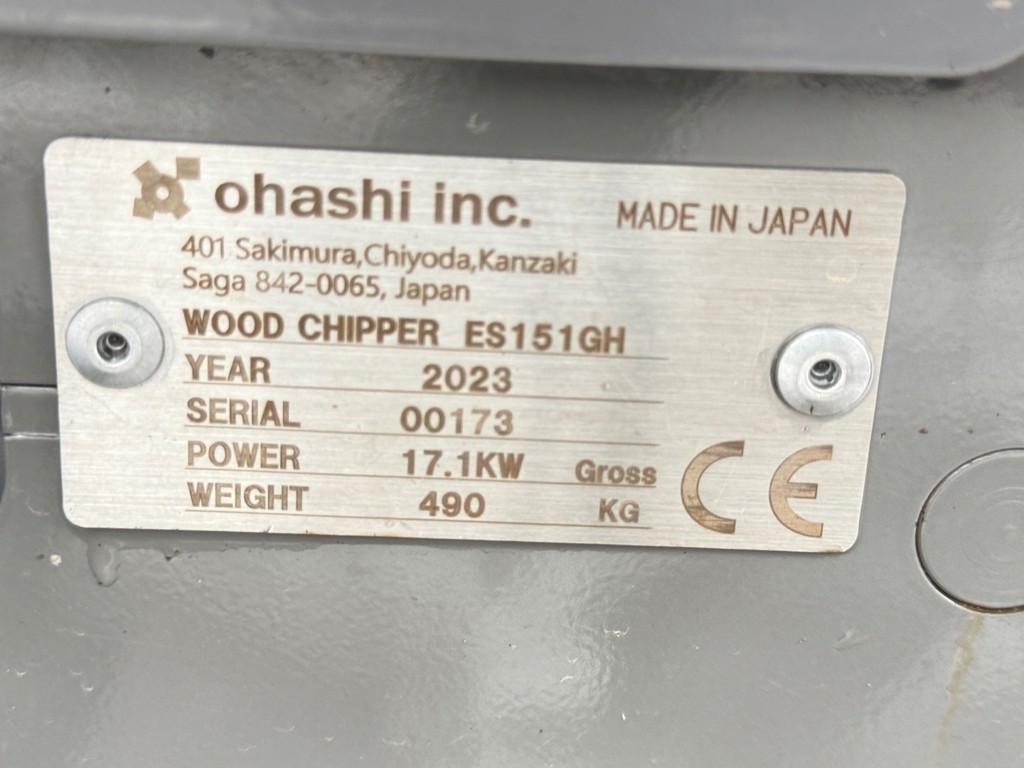 ohashi inc. MADE IN JAPAN
401 Sakimura,Chiyoda,Kanzaki
Saga 842-0065, Japan
WOOD CHIPPER ES151GH
YEAR 2023
SERIAL 00173
POWER 17.1KW Gross
WEIGHT 490 KG
CE